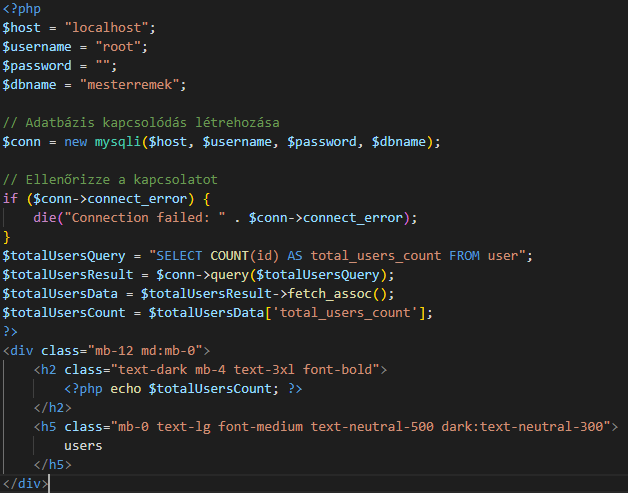 <?php
$host = "localhost";
$username = "root";
$password = "";
$dbname = "mesterremek";
// Adatbázis kapcsolódás létrehozása
$conn = new mysqli($host, $username, $password, $dbname);
// Ellenőrizze a kapcsolatot
if ($conn->connect_error) {
    die("Connection failed: " . $conn->connect_error);
}
$totalUsersQuery = "SELECT COUNT(id) AS total_users_count FROM user";
$totalUsersResult = $conn->query($totalUsersQuery);
$totalUsersData = $totalUsersResult->fetch_assoc();
$totalUsersCount = $totalUsersData['total_users_count'];
?>
<div class="mb-12 md:mb-0">
    <h2 class="text-dark mb-4 text-3xl font-bold">
        <?php echo $totalUsersCount; ?>
    </h2>
    <h5 class="mb-0 text-lg font-medium text-neutral-500 dark:text-neutral-300">
        users
    </h5>
</div>